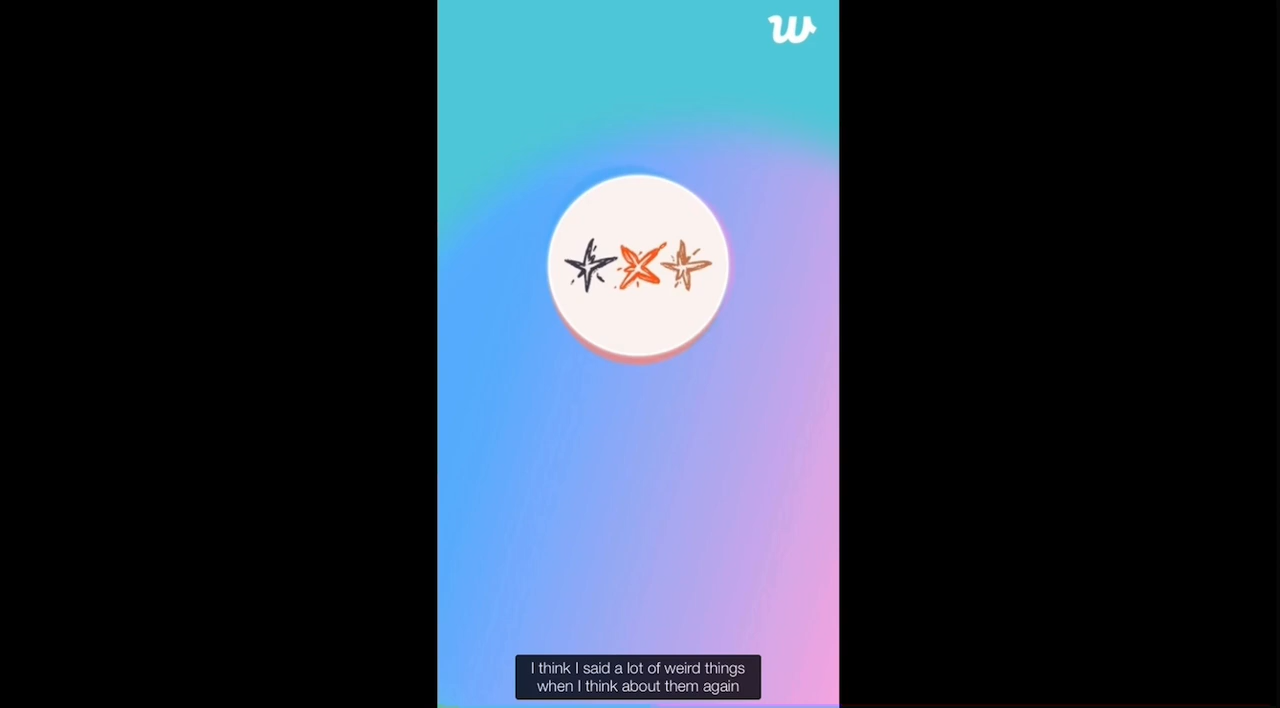 w
I think I said a lot of weird things
when I think about them again